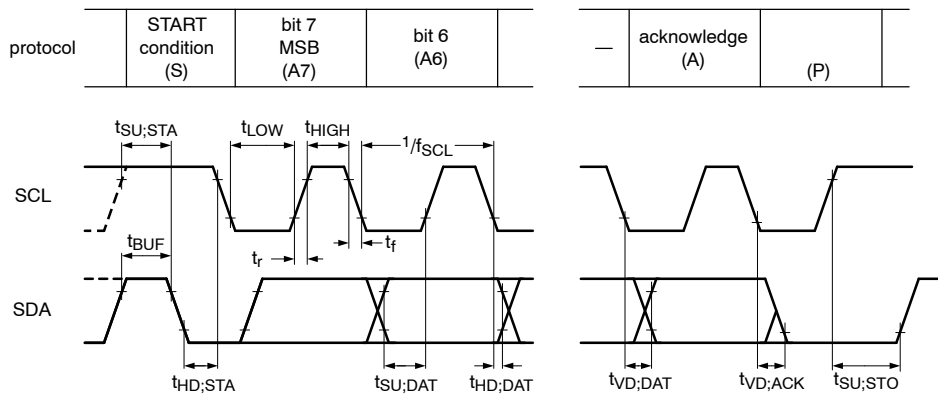 protocol
START
condition
(S)
bit 7
MSB
(A7)
bit 6
(A6)
—
acknowledge
(A)
(P)
tSU;STA
tLOW
tHIGH
1/fSCL
SCL
tBUF
tr
tf
SDA
tHD;STA
tSU;DAT
tHD;DAT
tVD;DAT
tVD;ACK
tSU;STO